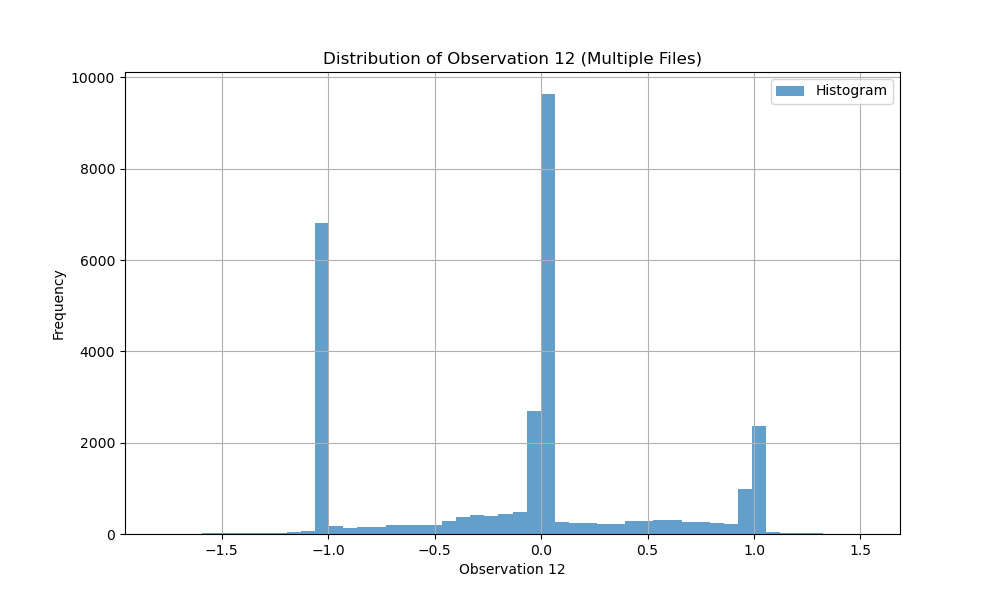 Distribution of Observation 12 (Multiple Files)
Histogram
10000
8000
6000
4000
2000
0
Frequency
−1.5 −1.0 −0.5 0.0 0.5 1.0 1.5
Observation 12